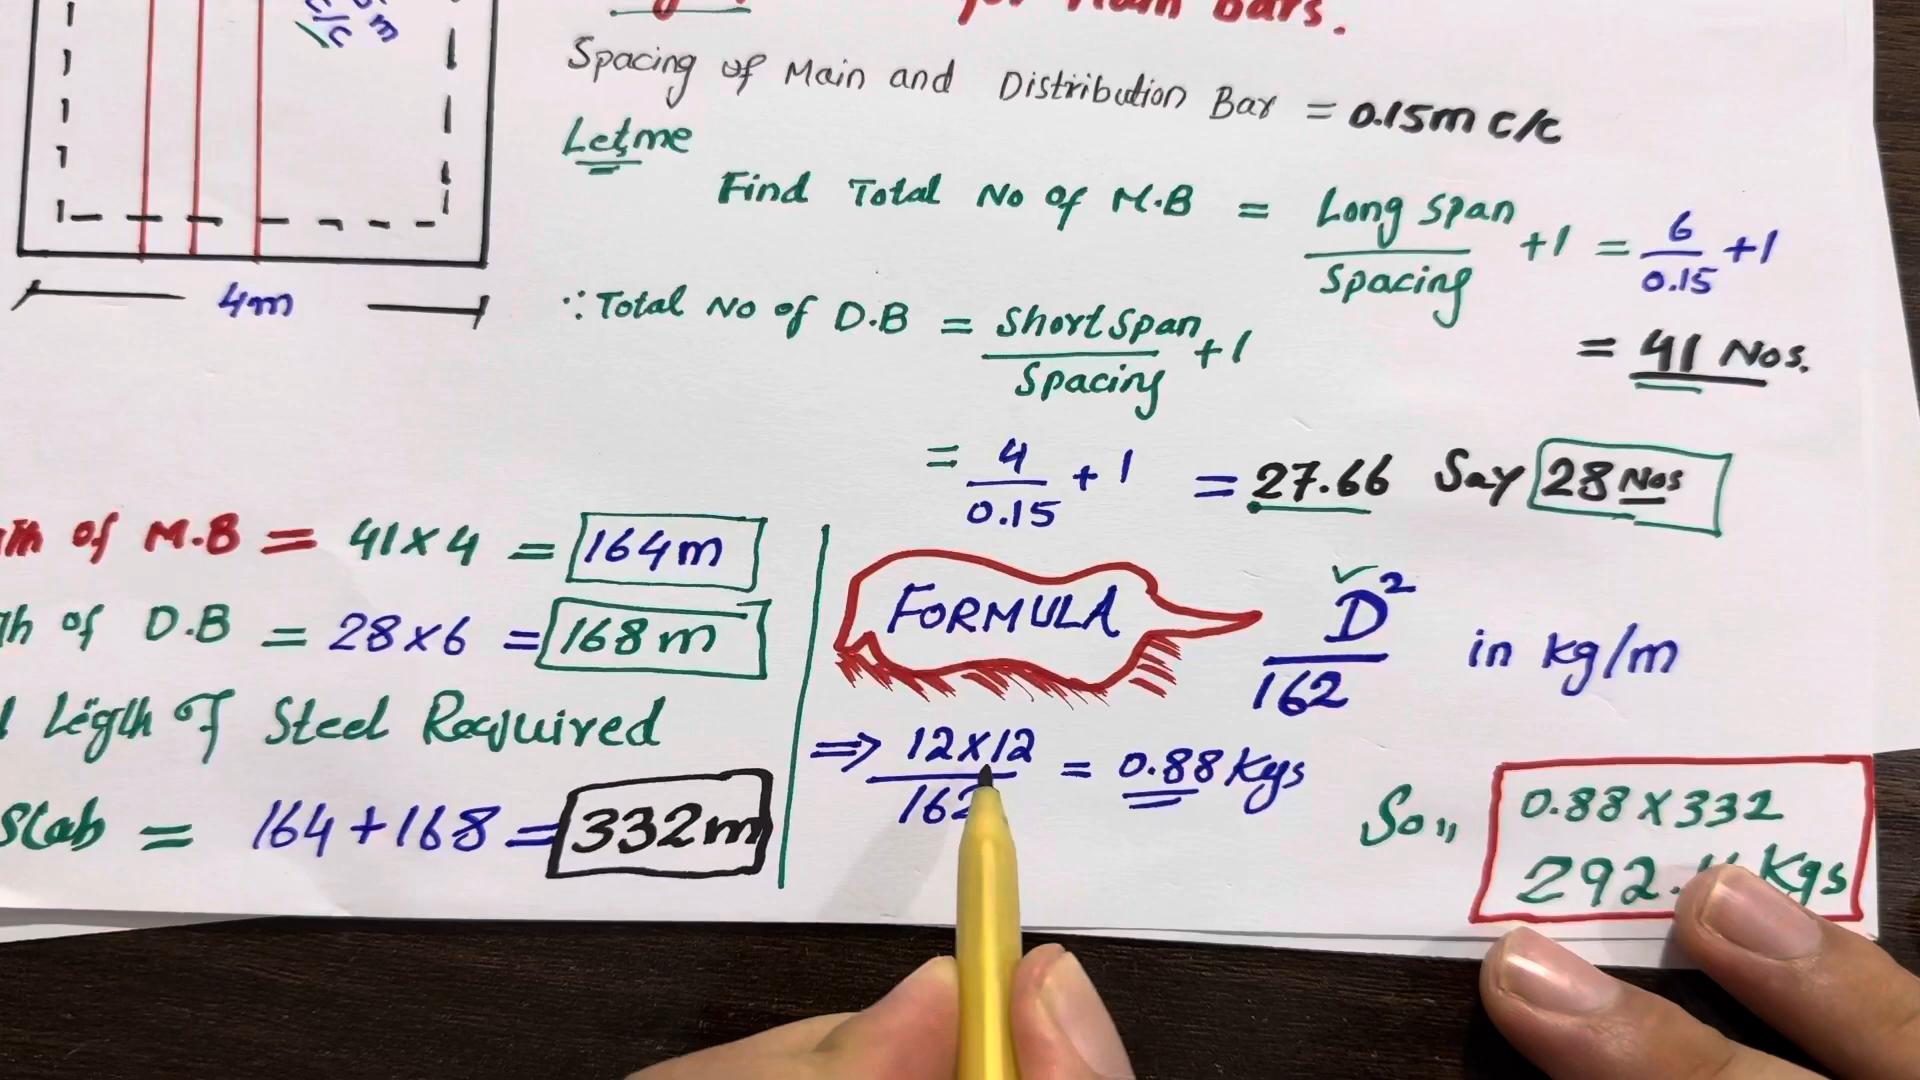 for Main Bars.
c/c m
Spacing of Main and Distribution Bar = 0.15m c/c
Let me
Find Total No of M.B = Long Span / Spacing +1 = 6 / 0.15 +1
= 41 Nos.
4m
∵ Total No of D.B = Short Span / Spacing +1
= 4 / 0.15 + 1 = 27.66 Say 28 Nos
of M.B = 41 x 4 = 164m
of D.B = 28 x 6 = 168m
Legth of Steel Required
Slab = 164 + 168 = 332m
FORMULA D² / 162 in kg/m
⇒ 12x12 / 162 = 0.88 Kgs
So,, 0.88 X 332
292. Kgs